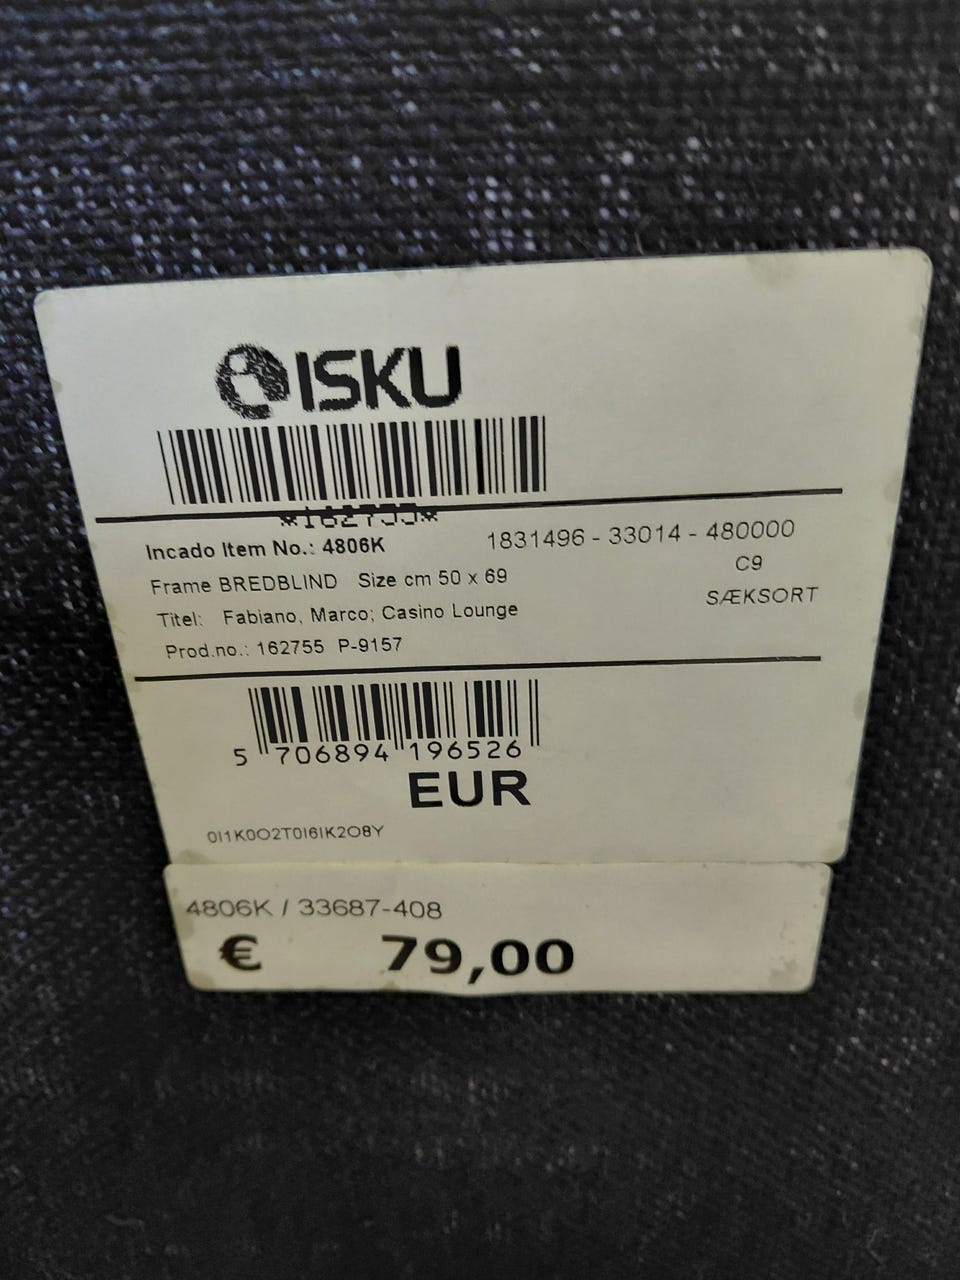 ISKU
*162755*
Incado Item No.: 4806K 1831496 - 33014 - 480000
Frame BREDBLIND Size cm 50 x 69 C9
Titel: Fabiano, Marco; Casino Lounge SÆKSORT
Prod.no.: 162755 P-9157
5 706894 196526
EUR
0I1K0O2T0I6IK2O8Y
4806K / 33687-408
€ 79,00